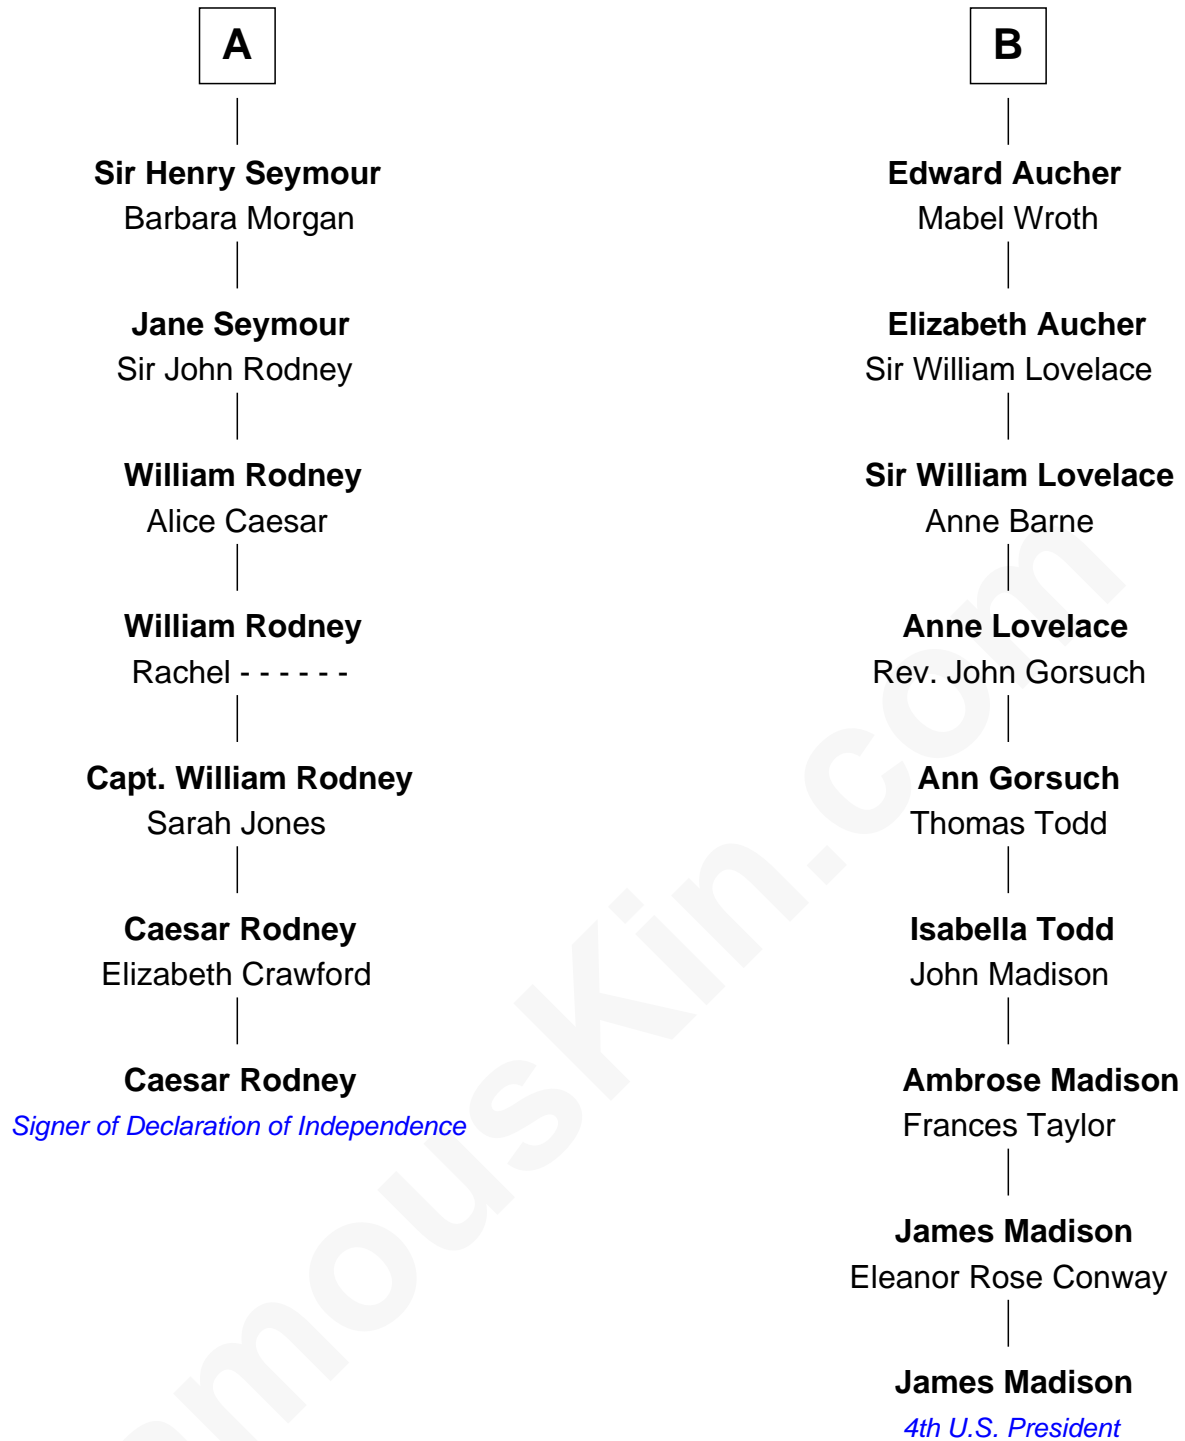 A
Sir Henry Seymour
Barbara Morgan
Jane Seymour
Sir John Rodney
William Rodney
Alice Caesar
William Rodney
Rachel - - - - - -
Capt. William Rodney
Sarah Jones
Caesar Rodney
Elizabeth Crawford
Caesar Rodney
Signer of Declaration of Independence
B
Edward Aucher
Mabel Wroth
Elizabeth Aucher
Sir William Lovelace
Sir William Lovelace
Anne Barne
Anne Lovelace
Rev. John Gorsuch
Ann Gorsuch
Thomas Todd
Isabella Todd
John Madison
Ambrose Madison
Frances Taylor
James Madison
Eleanor Rose Conway
James Madison
4th U.S. President